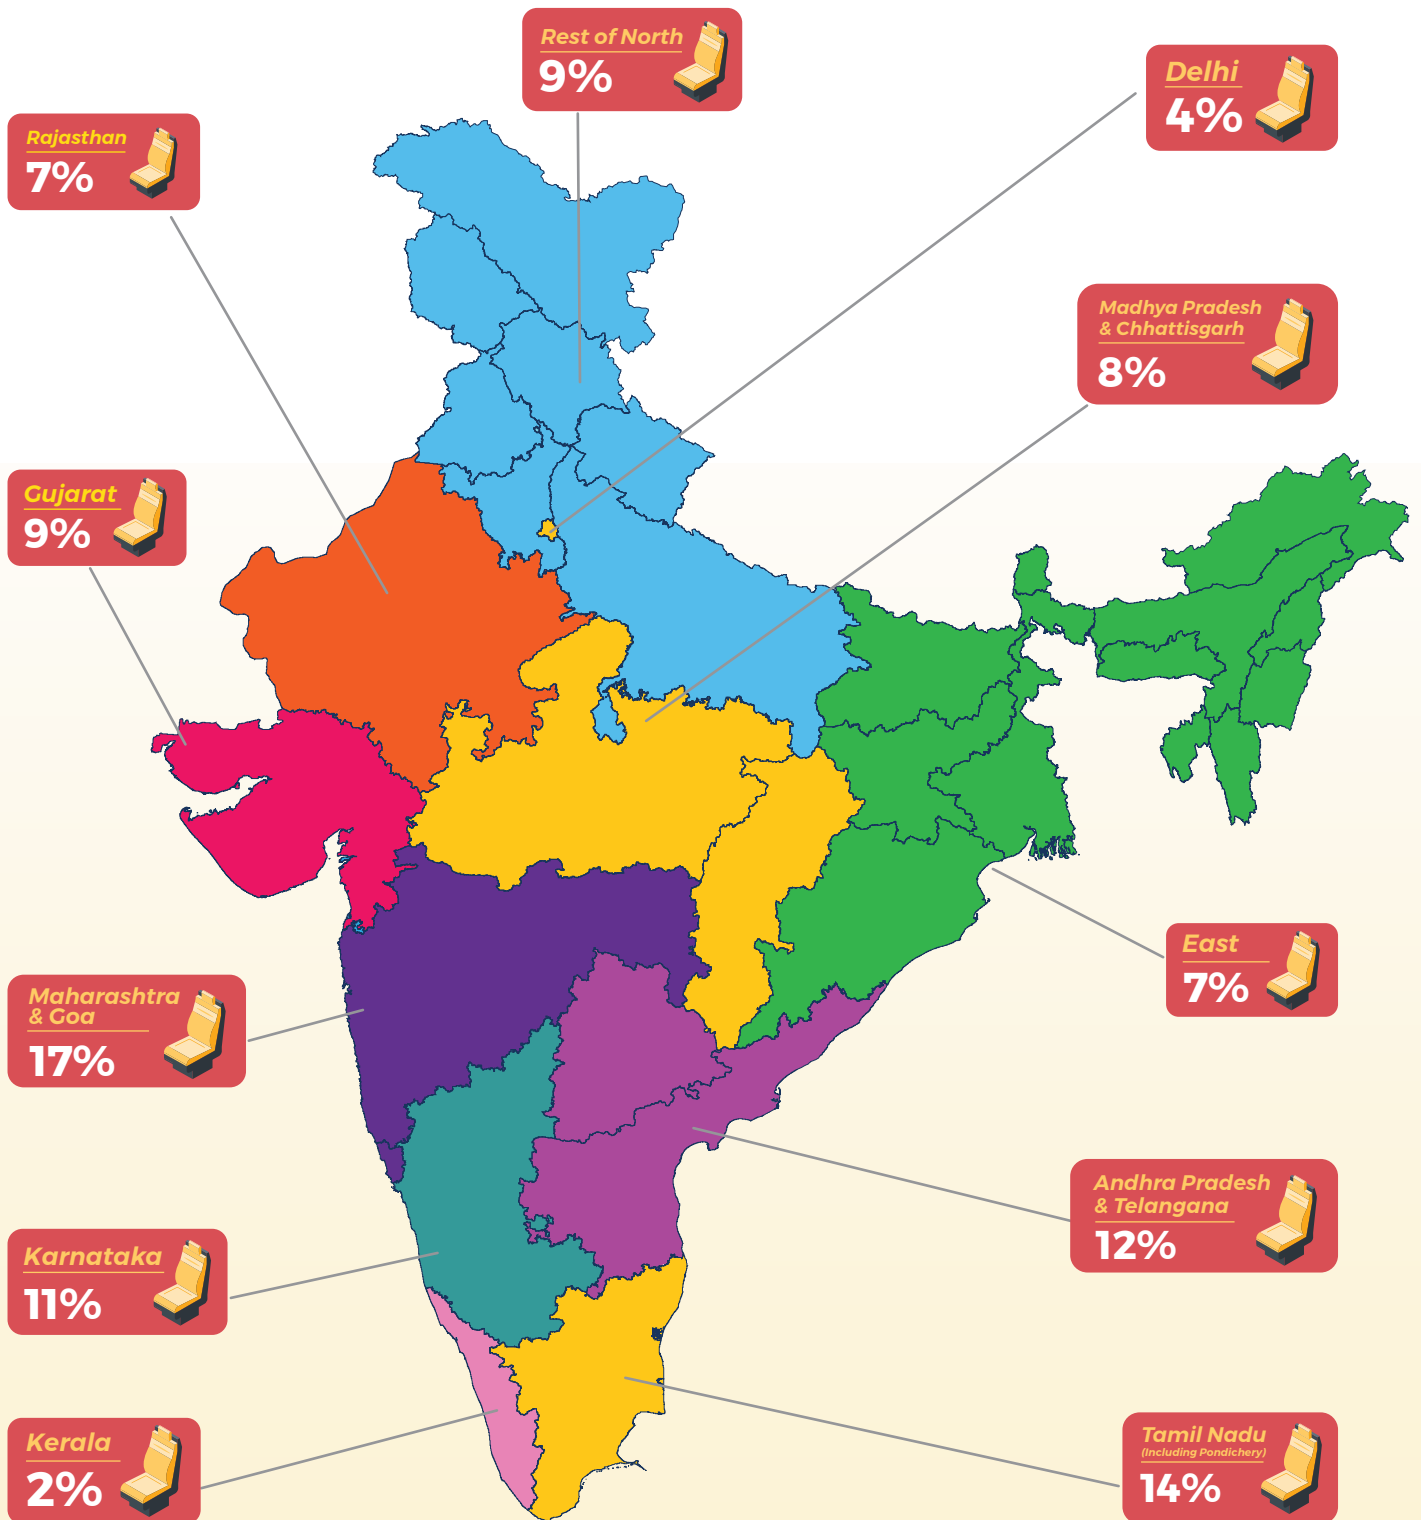 Rest of North
9%
Delhi
4%
Rajasthan
7%
Madhya Pradesh
& Chhattisgarh
8%
Gujarat
9%
East
7%
Maharashtra
& Goa
17%
Andhra Pradesh
& Telangana
12%
Karnataka
11%
Kerala
2%
Tamil Nadu
(Including Pondichery)
14%